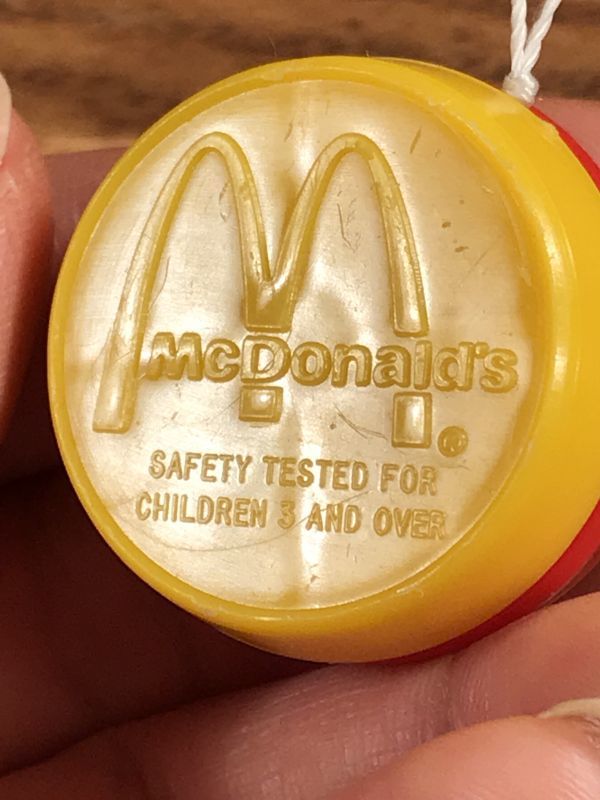 McDonald's ®
SAFETY TESTED FOR
CHILDREN 3 AND OVER